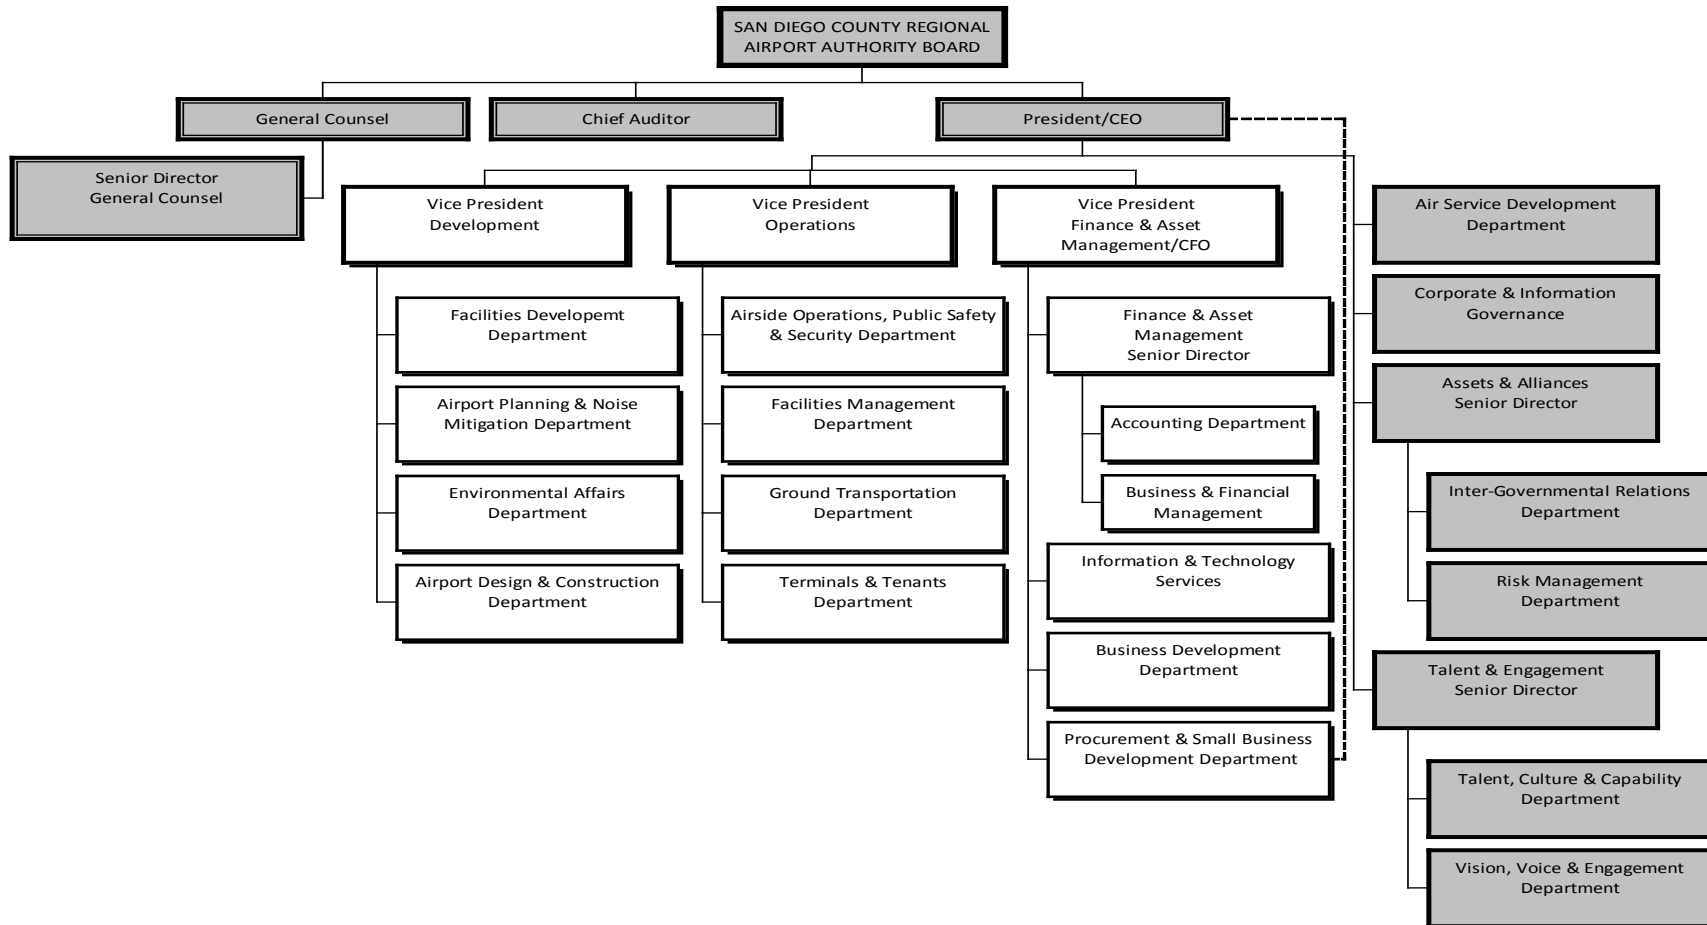 SAN DIEGO COUNTY REGIONAL
AIRPORT AUTHORITY BOARD
General Counsel
Chief Auditor
President/CEO
Senior Director
General Counsel
Vice President
Development
Facilities Developemt
Department
Airport Planning & Noise
Mitigation Department
Environmental Affairs
Department
Airport Design & Construction
Department
Vice President
Operations
Airside Operations, Public Safety
& Security Department
Facilities Management
Department
Ground Transportation
Department
Terminals & Tenants
Department
Vice President
Finance & Asset
Management/CFO
Finance & Asset
Management
Senior Director
Accounting Department
Business & Financial
Management
Information & Technology
Services
Business Development
Department
Procurement & Small Business
Development Department
Air Service Development
Department
Corporate & Information
Governance
Assets & Alliances
Senior Director
Inter-Governmental Relations
Department
Risk Management
Department
Talent & Engagement
Senior Director
Talent, Culture & Capability
Department
Vision, Voice & Engagement
Department